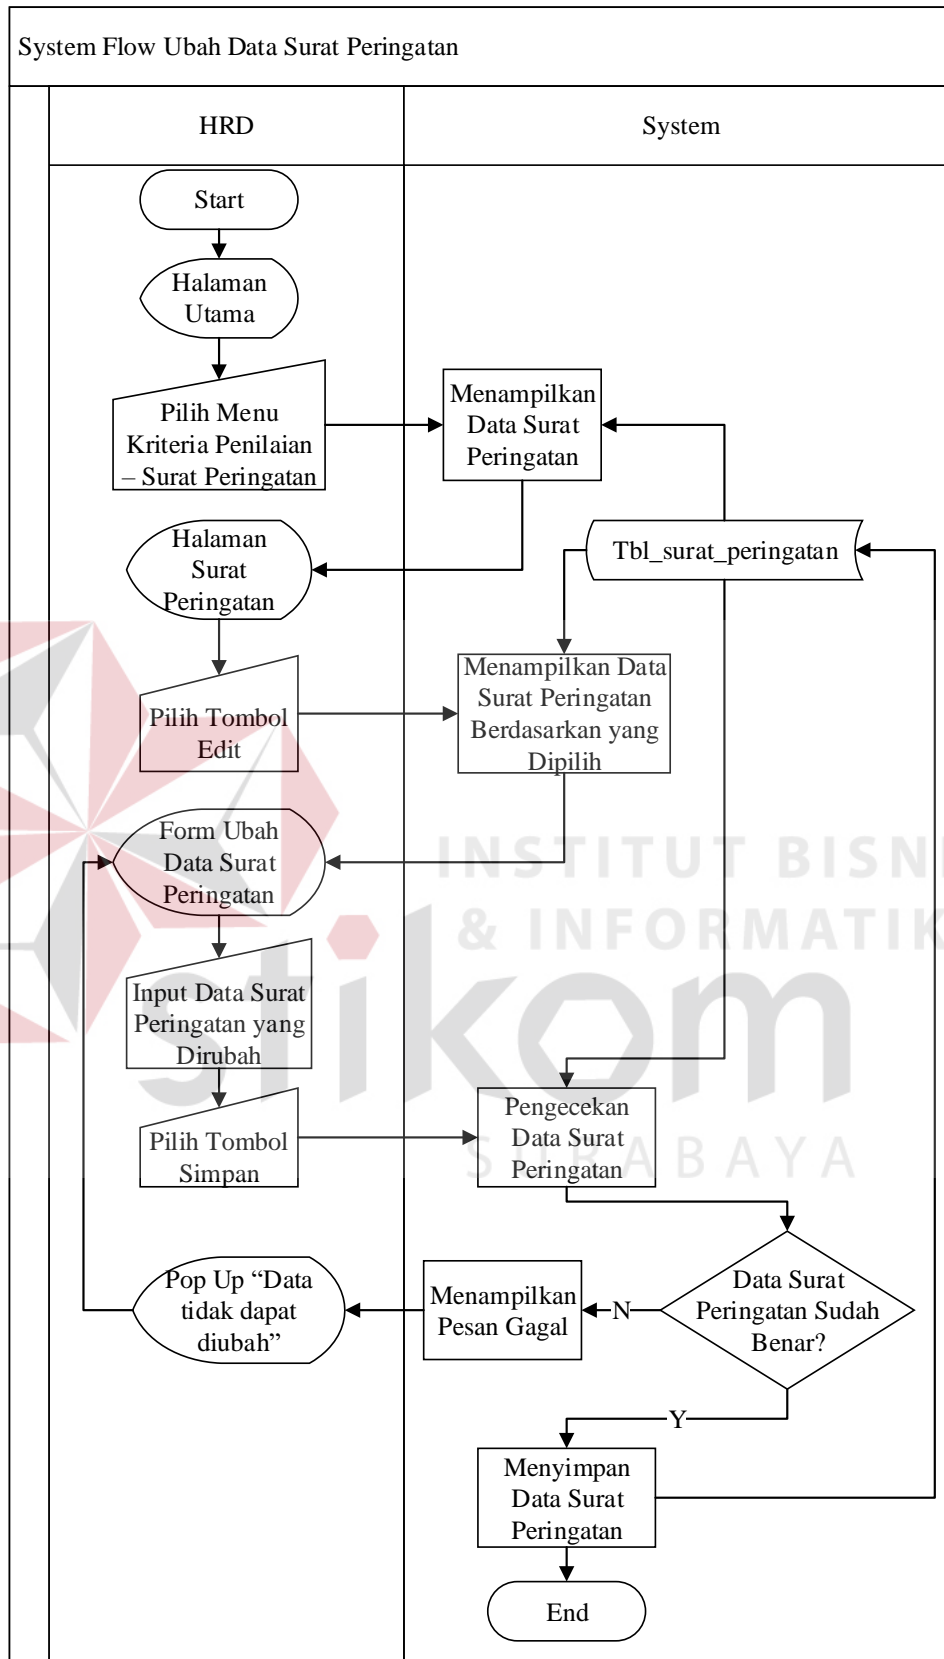 System Flow Ubah Data Surat Peringatan
HRD
System
Start
Halaman
Utama
Pilih Menu
Kriteria Penilaian
– Surat Peringatan
Menampilkan
Data Surat
Peringatan
Halaman
Surat
Peringatan
Tbl_surat_peringatan
Pilih Tombol
Edit
Menampilkan Data
Surat Peringatan
Berdasarkan yang
Dipilih
Form Ubah
Data Surat
Peringatan
INSTITUT BISNI
& INFORMATIK
stikom
SURABAYA
Input Data Surat
Peringatan yang
Dirubah
Pilih Tombol
Simpan
Pengecekan
Data Surat
Peringatan
Pop Up “Data
tidak dapat
diubah”
Menampilkan
Pesan Gagal
N
Data Surat
Peringatan Sudah
Benar?
Y
Menyimpan
Data Surat
Peringatan
End